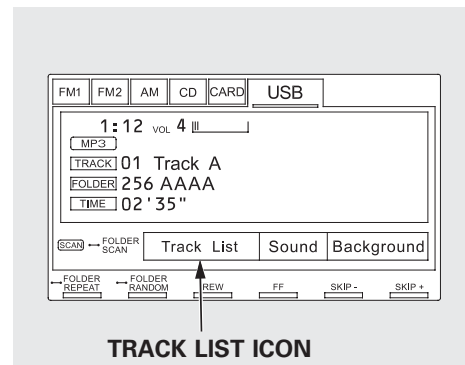 FM1 FM2 AM CD CARD USB
1:12 VOL 4
MP3
TRACK 01 Track A
FOLDER 256 AAAA
TIME 02'35"
SCAN FOLDER SCAN Track List Sound Background
FOLDER REPEAT FOLDER RANDOM REW FF SKIP - SKIP +
TRACK LIST ICON